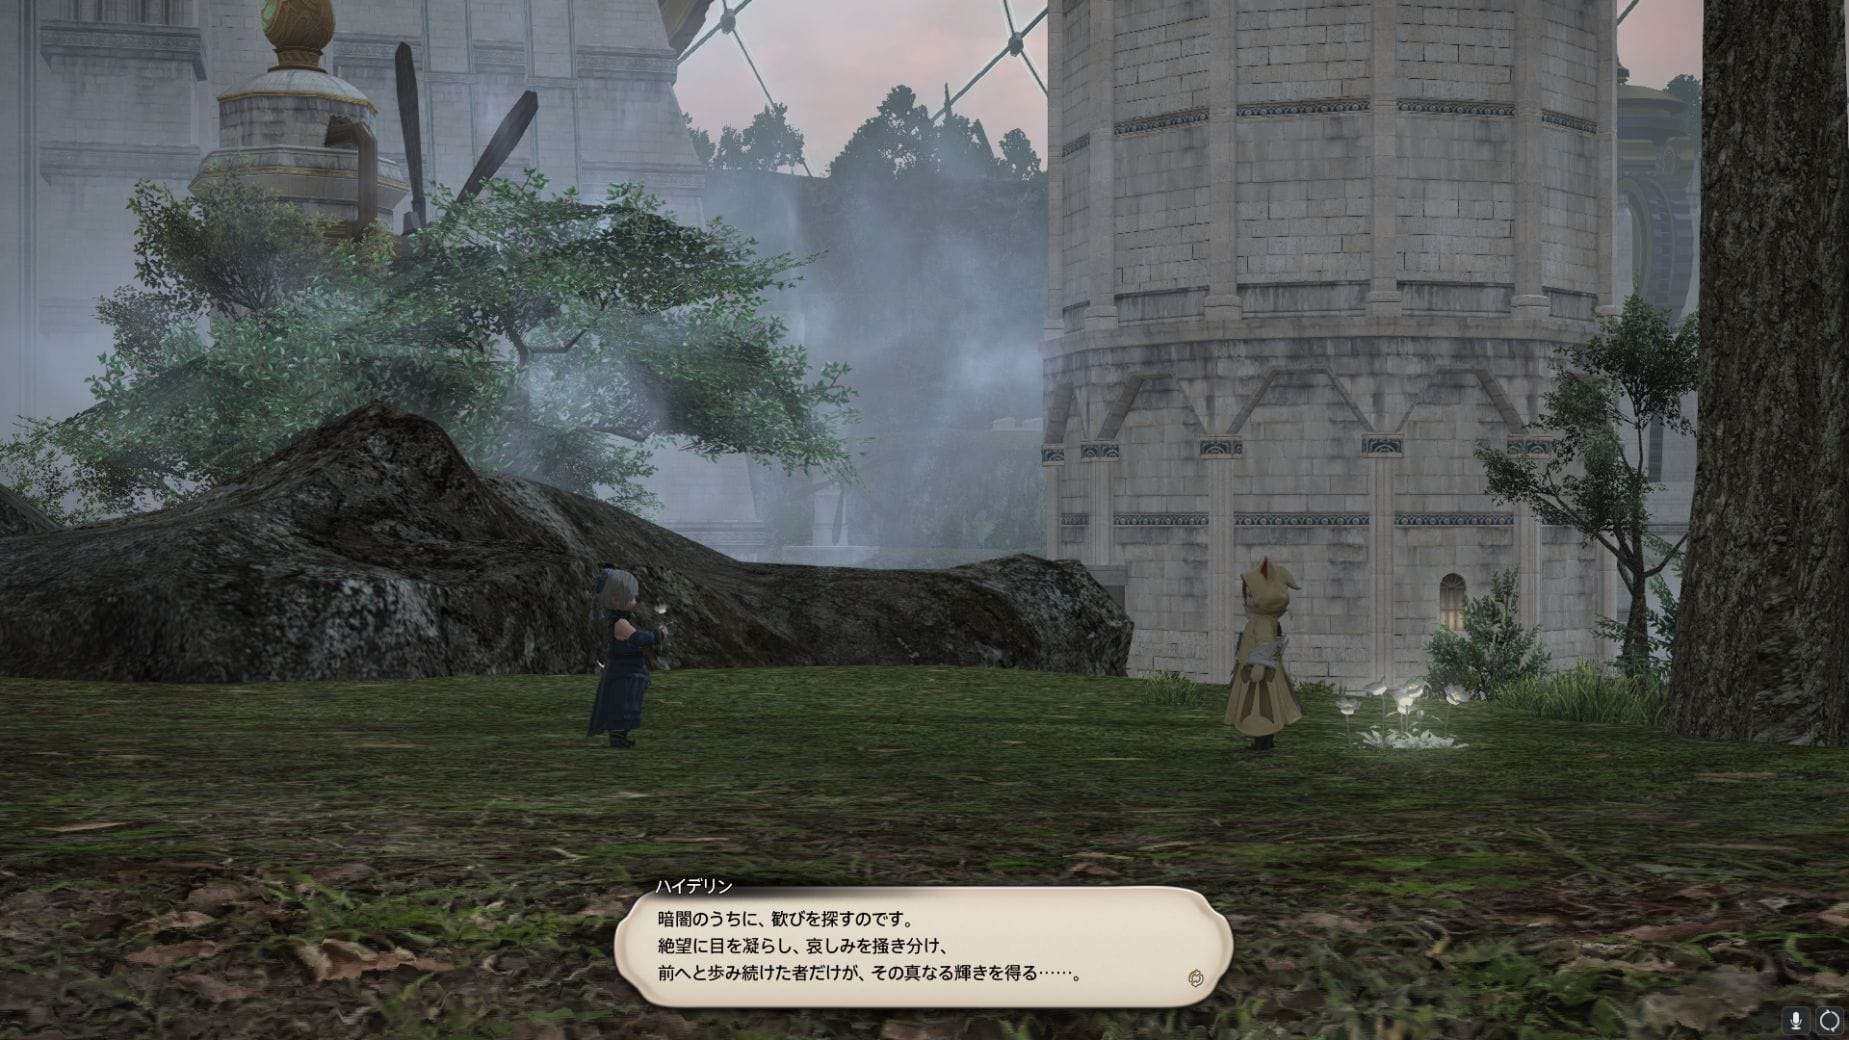 ハイデリン
暗闇のうちに、歓びを探すのです。
絶望に目を凝らし、哀しみを掻き分け、
前へと歩み続けた者だけが、その真なる輝きを得る……。